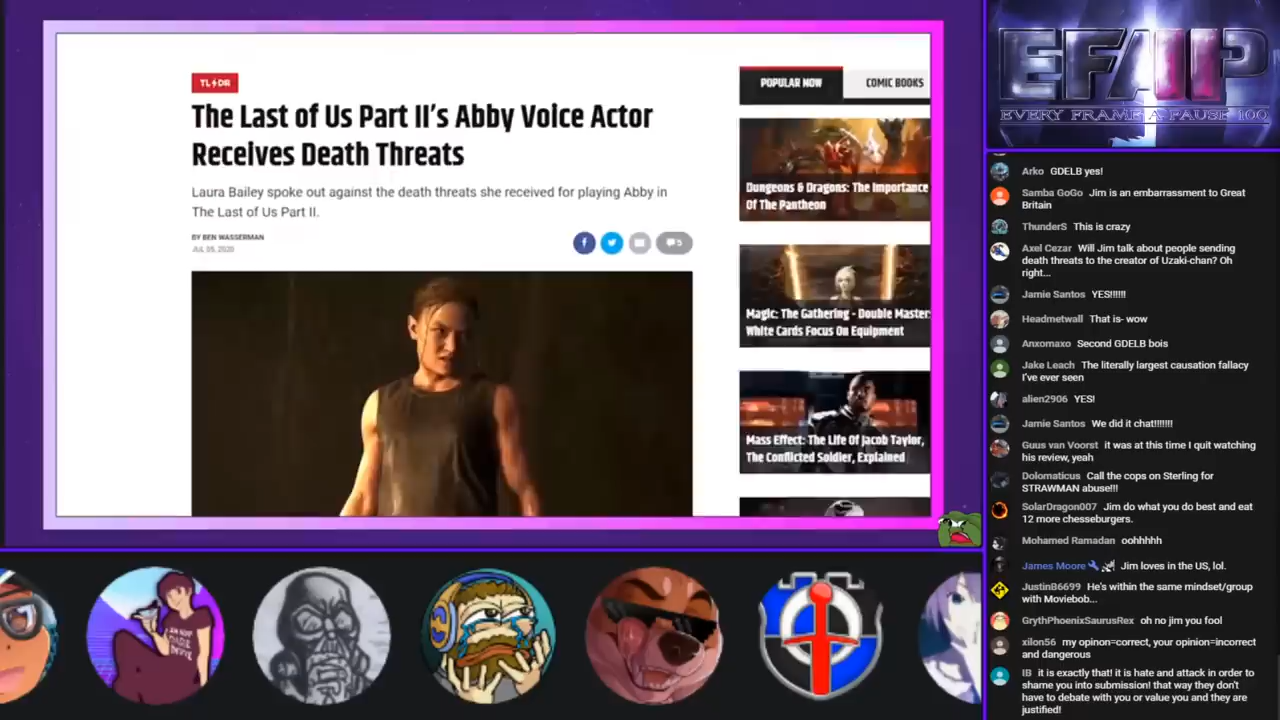 TL⚡DR
The Last of Us Part II's Abby Voice Actor
Receives Death Threats
Laura Bailey spoke out against the death threats she received for playing Abby in
The Last of Us Part II.
BY BEN WASSERMAN
JUL 05, 2020
5
POPULAR NOW
COMIC BOOKS
Dungeons & Dragons: The Importance
Of The Pantheon
Magic: The Gathering - Double Master
White Cards Focus On Equipment
Mass Effect: The Life Of Jacob Taylor,
The Conflicted Soldier, Explained
EFAP
EVERY FRAME A PAUSE 100
Arko GDELB yes!
Samba GoGo Jim is an embarrassment to Great
Britain
ThunderS This is crazy
Axel Cezar Will Jim talk about people sending
death threats to the creator of Uzaki-chan? Oh
right...
Jamie Santos YES!!!!!!
Headmetwall That is- wow
Anxomaxo Second GDELB bois
Jake Leach The literally largest causation fallacy
I've ever seen
alien2906 YES!
Jamie Santos We did it chat!!!!!!!
Guus van Voorst it was at this time I quit watching
his review, yeah
Dolomaticus Call the cops on Sterling for
STRAWMAN abuse!!!
SolarDragon007 Jim do what you do best and eat
12 more chesseburgers.
Mohamed Ramadan oohhhhh
James Moore Jim loves in the US, lol.
JustinB6699 He's within the same mindset/group
with Moviebob...
GrythPhoenixSaurusRex oh no jim you fool
xilon56 my opinon=correct, your opinion=incorrect
and dangerous
IB it is exactly that! it is hate and attack in order to
shame you into submission! that way they don't
have to debate with you or value you and they are
justified!